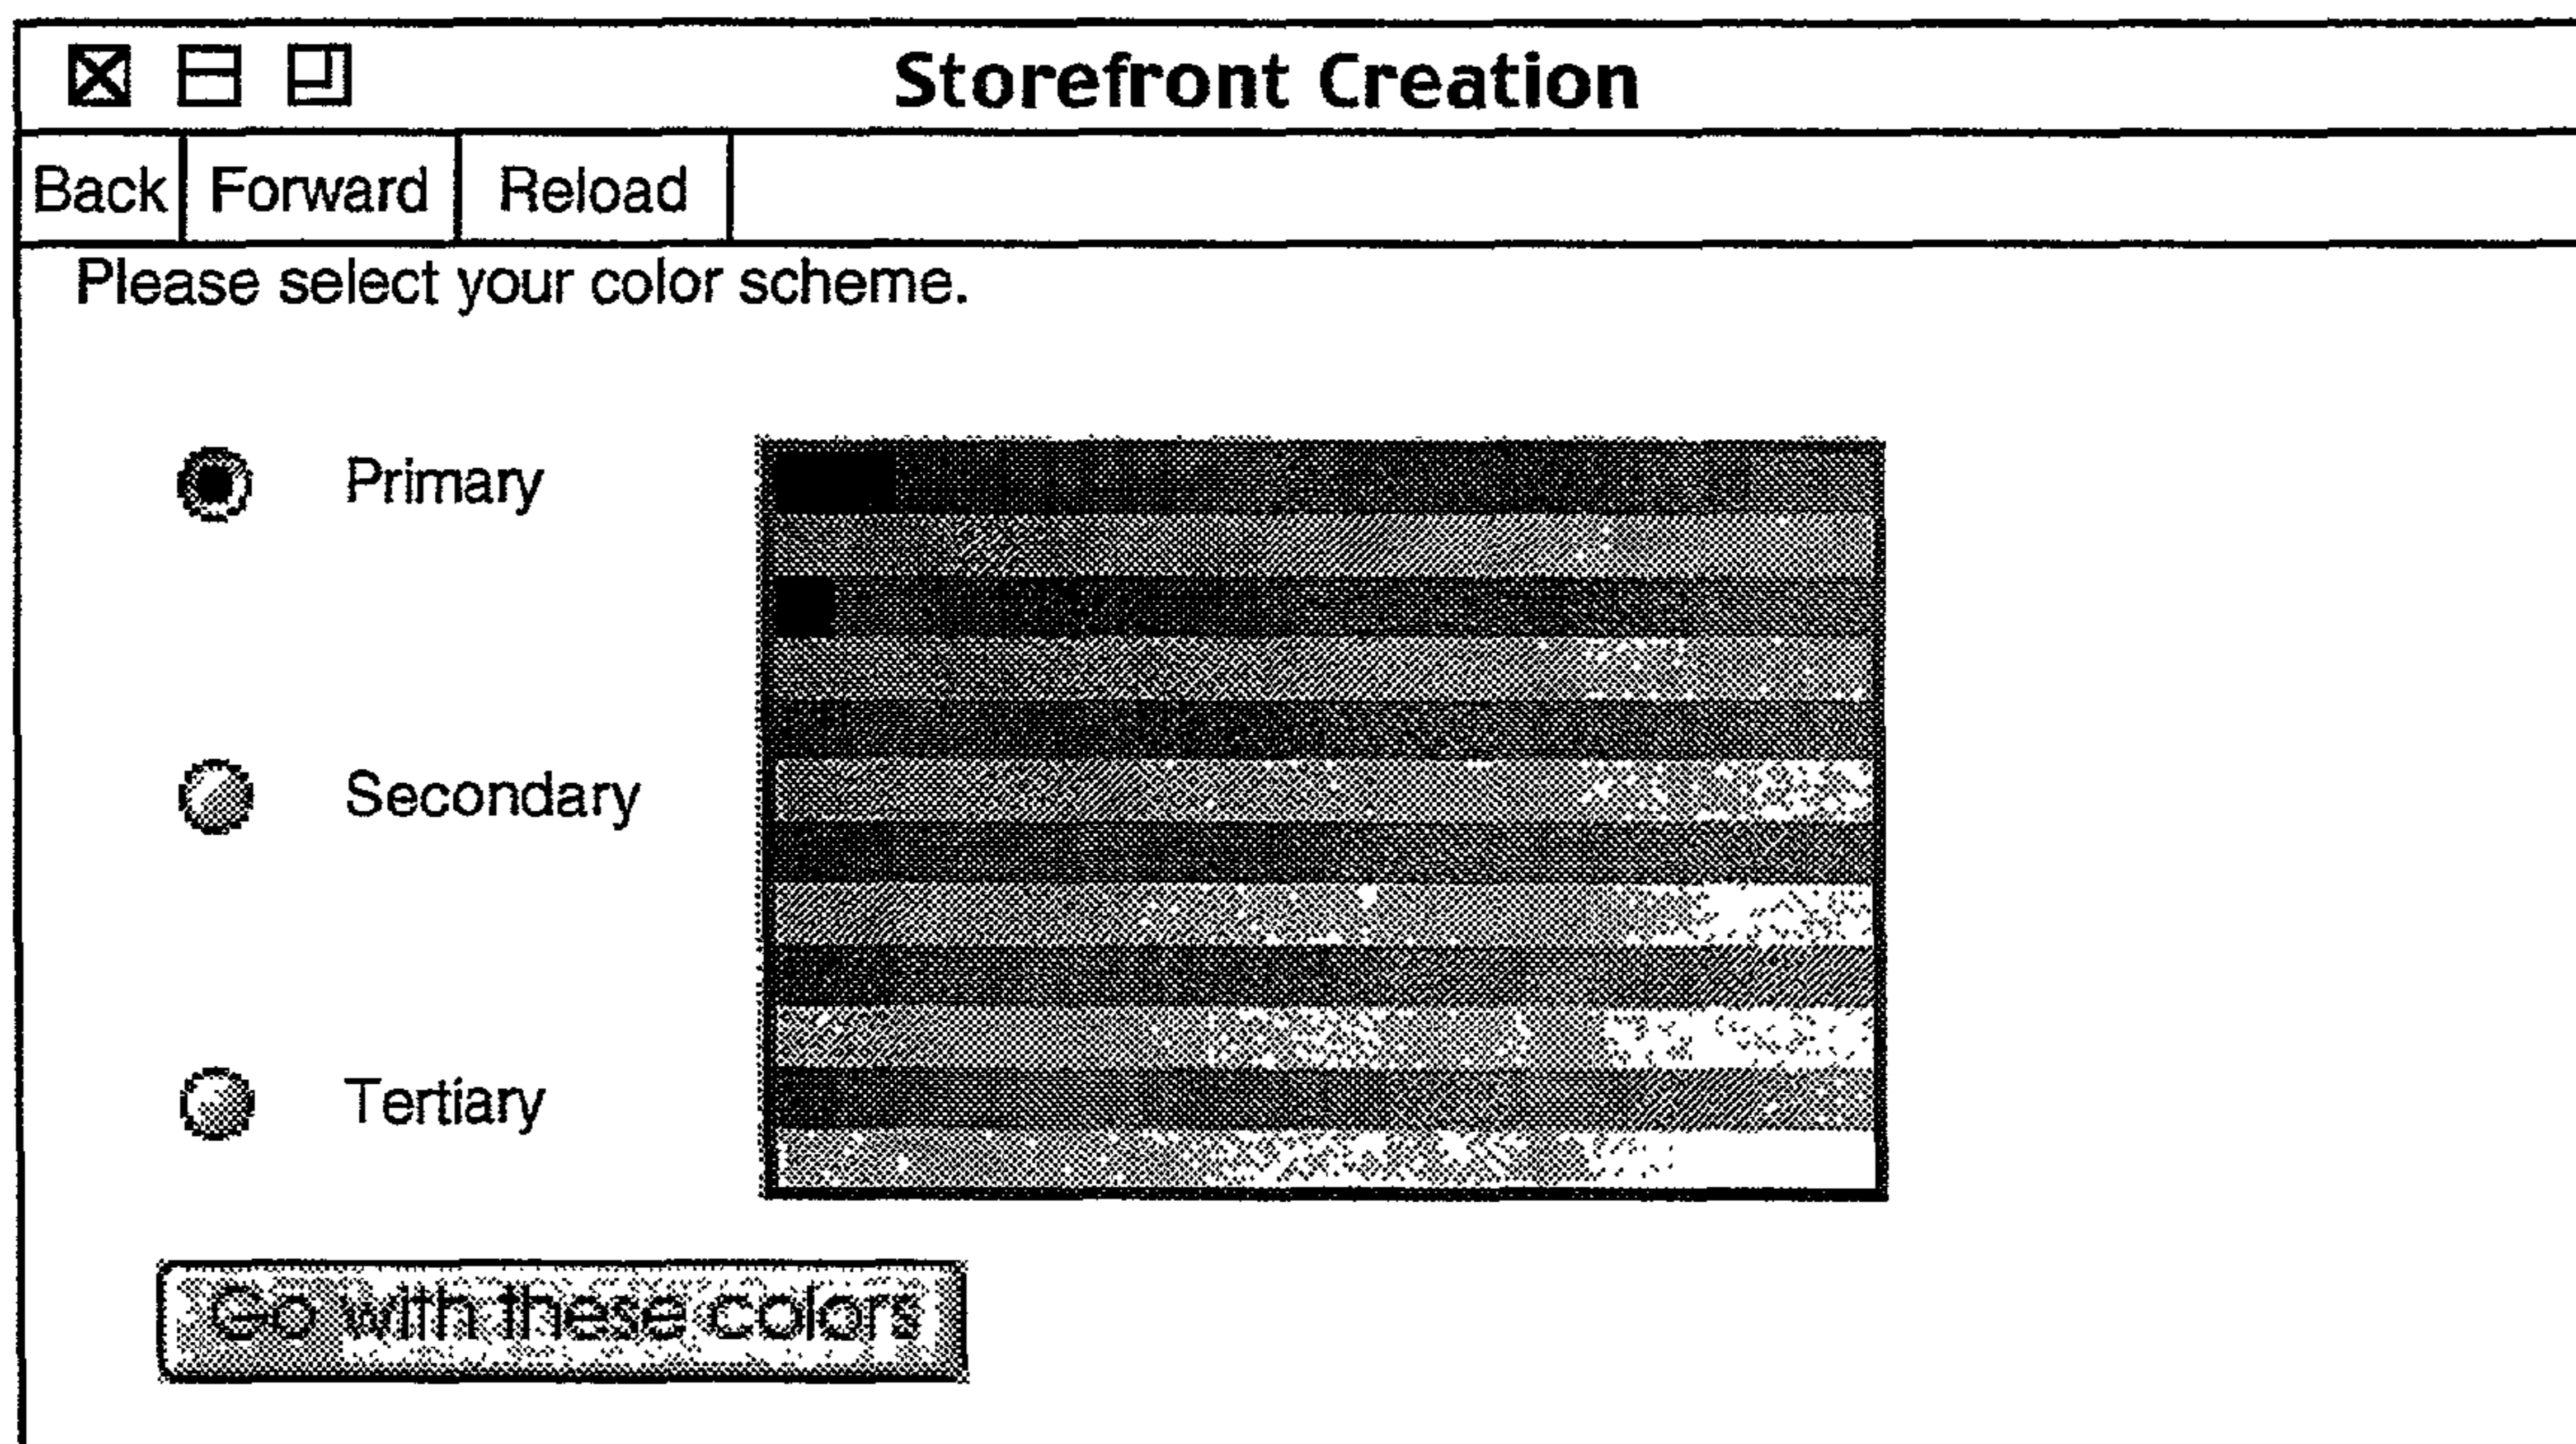 Storefront Creation
Back Forward Reload
Please select your color scheme.
Primary
Secondary
Tertiary
Go with these colors